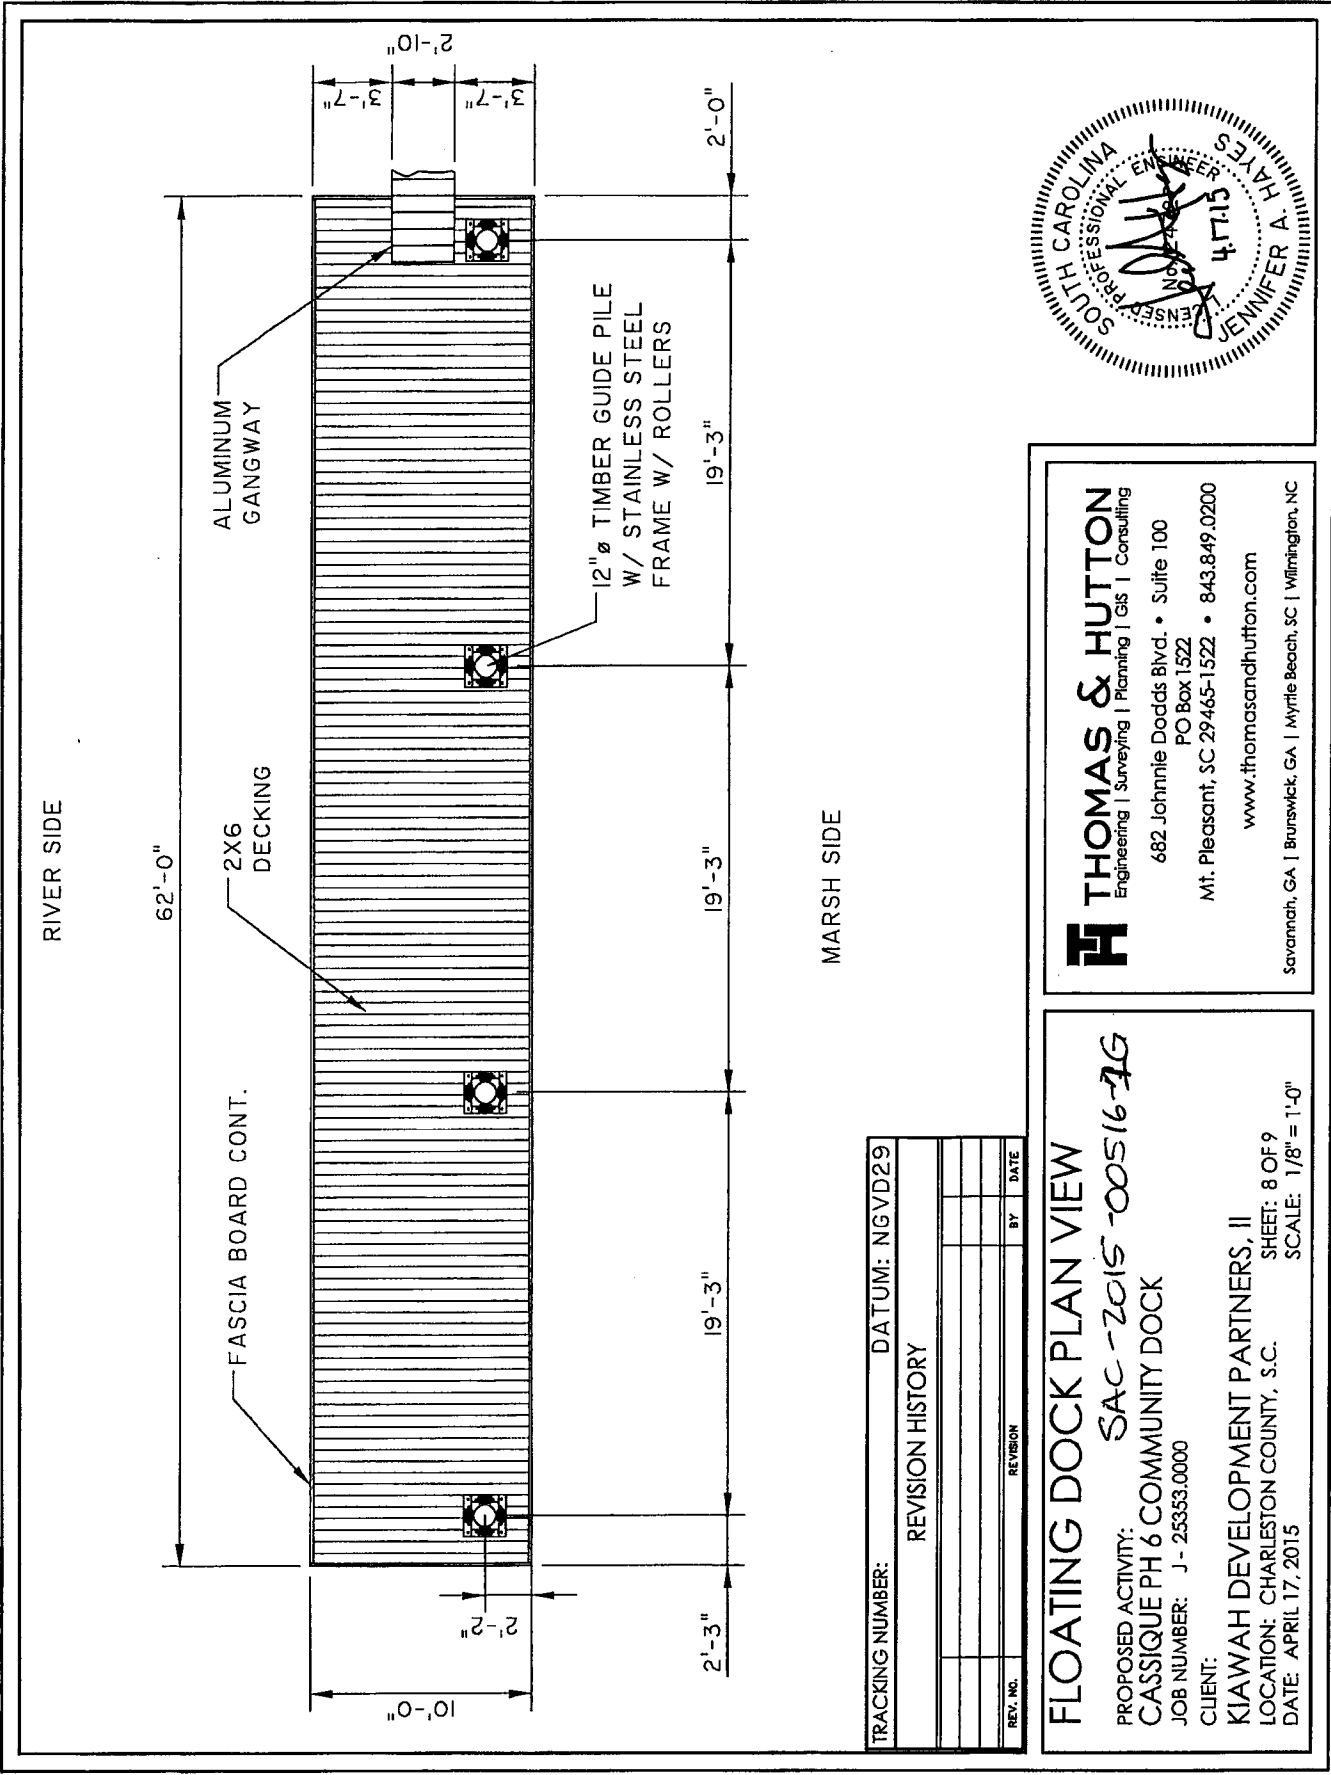 RIVER SIDE
62'-0"
FASCIA BOARD CONT.
2X6
DECKING
ALUMINUM
GANGWAY
10'-0"
2'-2"
3'-7"
2'-10"
3'-7"
12"ø TIMBER GUIDE PILE
W/ STAINLESS STEEL
FRAME W/ ROLLERS
2'-3"
19'-3"
19'-3"
19'-3"
2'-0"
MARSH SIDE
TRACKING NUMBER:
DATUM: NGVD29
REVISION HISTORY
REV. NO.
REVISION
BY
DATE
FLOATING DOCK PLAN VIEW
PROPOSED ACTIVITY:
SAC-2015-00516-1G
CASSIQUE PH 6 COMMUNITY DOCK
JOB NUMBER: J - 25353.0000
CLIENT:
KIAWAH DEVELOPMENT PARTNERS, II
LOCATION: CHARLESTON COUNTY, S.C.
SHEET: 8 OF 9
DATE: APRIL 17, 2015
SCALE: 1/8" = 1'-0"
TH THOMAS & HUTTON
Engineering | Surveying | Planning | GIS | Consulting
682 Johnnie Dodds Blvd. • Suite 100
PO Box 1522
Mt. Pleasant, SC 29465-1522 • 843.849.0200
www.thomasandhutton.com
Savannah, GA | Brunswick, GA | Myrtle Beach, SC | Wilmington, NC
SOUTH CAROLINA
PROFESSIONAL ENGINEER
No.
4.17.15
JENNIFER A. HAYES